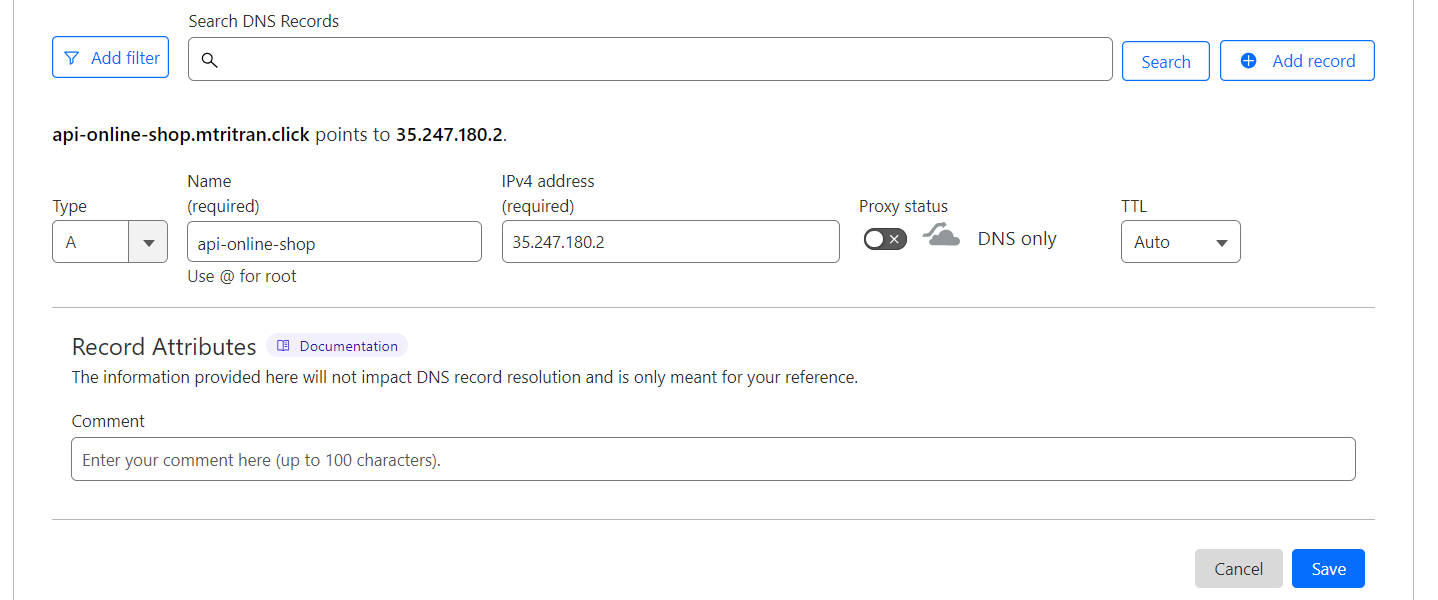 Search DNS Records
Add filter
Search
Add record
api-online-shop.mtritran.click points to 35.247.180.2.
Type
Name
(required)
IPv4 address
(required)
Proxy status
TTL
A
api-online-shop
35.247.180.2
DNS only
Auto
Use @ for root
Record Attributes
Documentation
The information provided here will not impact DNS record resolution and is only meant for your reference.
Comment
Enter your comment here (up to 100 characters).
Cancel
Save